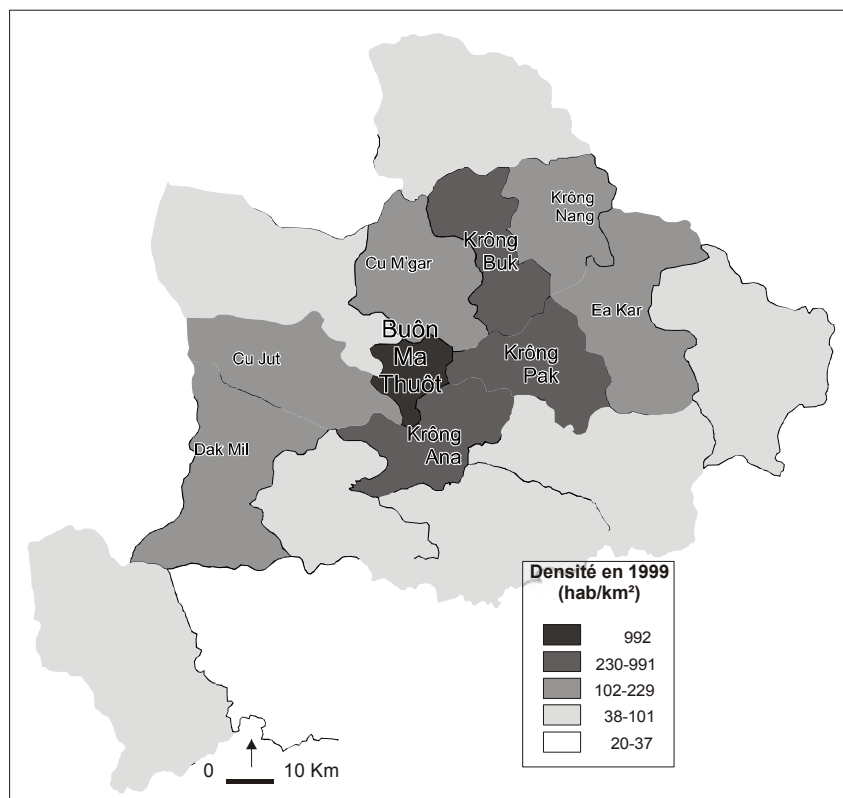 Krông
Nang
Krông
Buk
Cu M'gar
Ea Kar
Buôn
Ma
Thuôt
Krông
Pak
Cu Jut
Krông
Ana
Dak Mil
Densité en 1999
(hab/km²)
992
230-991
102-229
38-101
20-37
0 10 Km